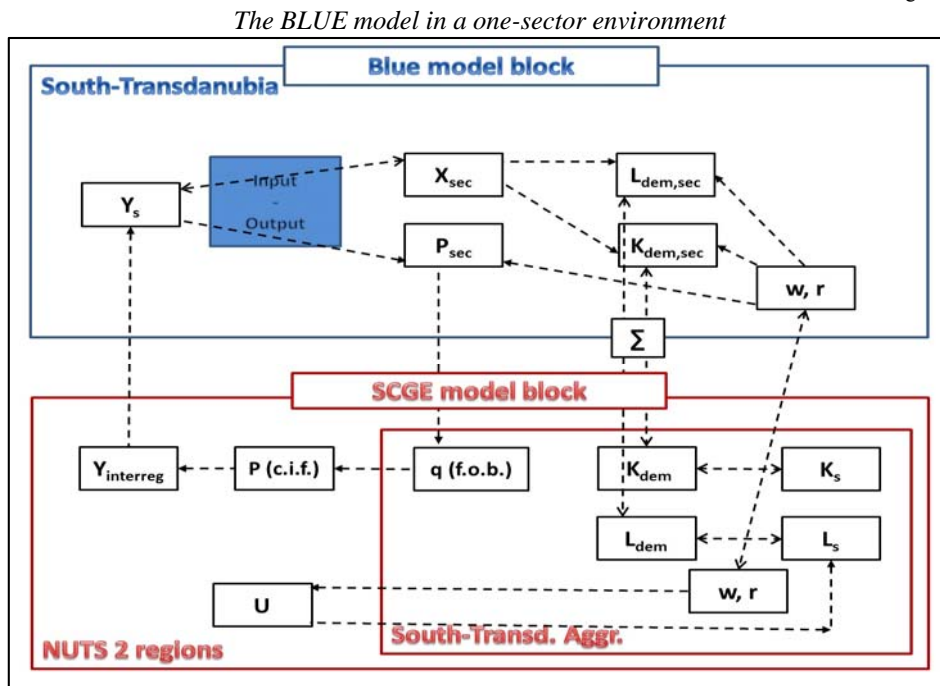 The BLUE model in a one-sector environment
Blue model block
South-Transdanubia
Input
-
Output
Xsec
Ldem,sec
Ys
Psec
Kdem,sec
w, r
Σ
SCGE model block
Yinterreg
P (c.i.f.)
q (f.o.b.)
Kdem
Ks
Ldem
Ls
w, r
U
South-Transd. Aggr.
NUTS 2 regions